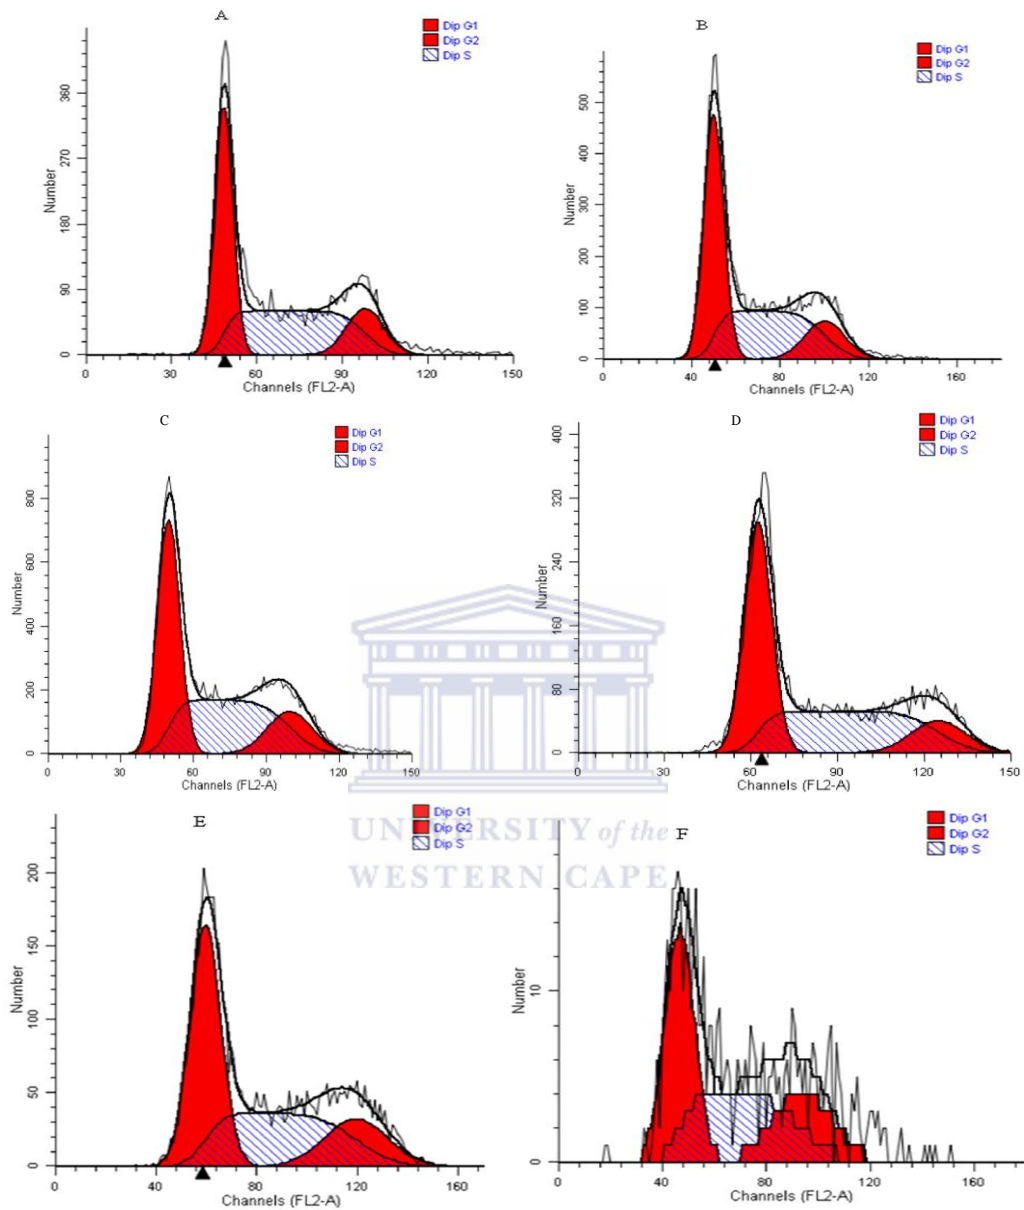 A
Dip G1
Dip G2
Dip S
Number
0
90
180
270
360
0
30
60
90
120
150
Channels (FL2-A)
B
Dip G1
Dip G2
Dip S
Number
0
100
200
300
400
500
0
40
80
120
160
Channels (FL2-A)
C
Dip G1
Dip G2
Dip S
Number
0
200
400
600
800
0
30
60
90
120
150
Channels (FL2-A)
D
Dip G1
Dip G2
Dip S
Number
0
80
160
240
320
400
0
30
60
90
120
150
Channels (FL2-A)
UNIVERSITY of the
WESTERN CAPE
E
Dip G1
Dip G2
Dip S
Number
0
50
100
150
200
0
40
80
120
160
Channels (FL2-A)
F
Dip G1
Dip G2
Dip S
Number
0
10
0
40
80
120
160
Channels (FL2-A)